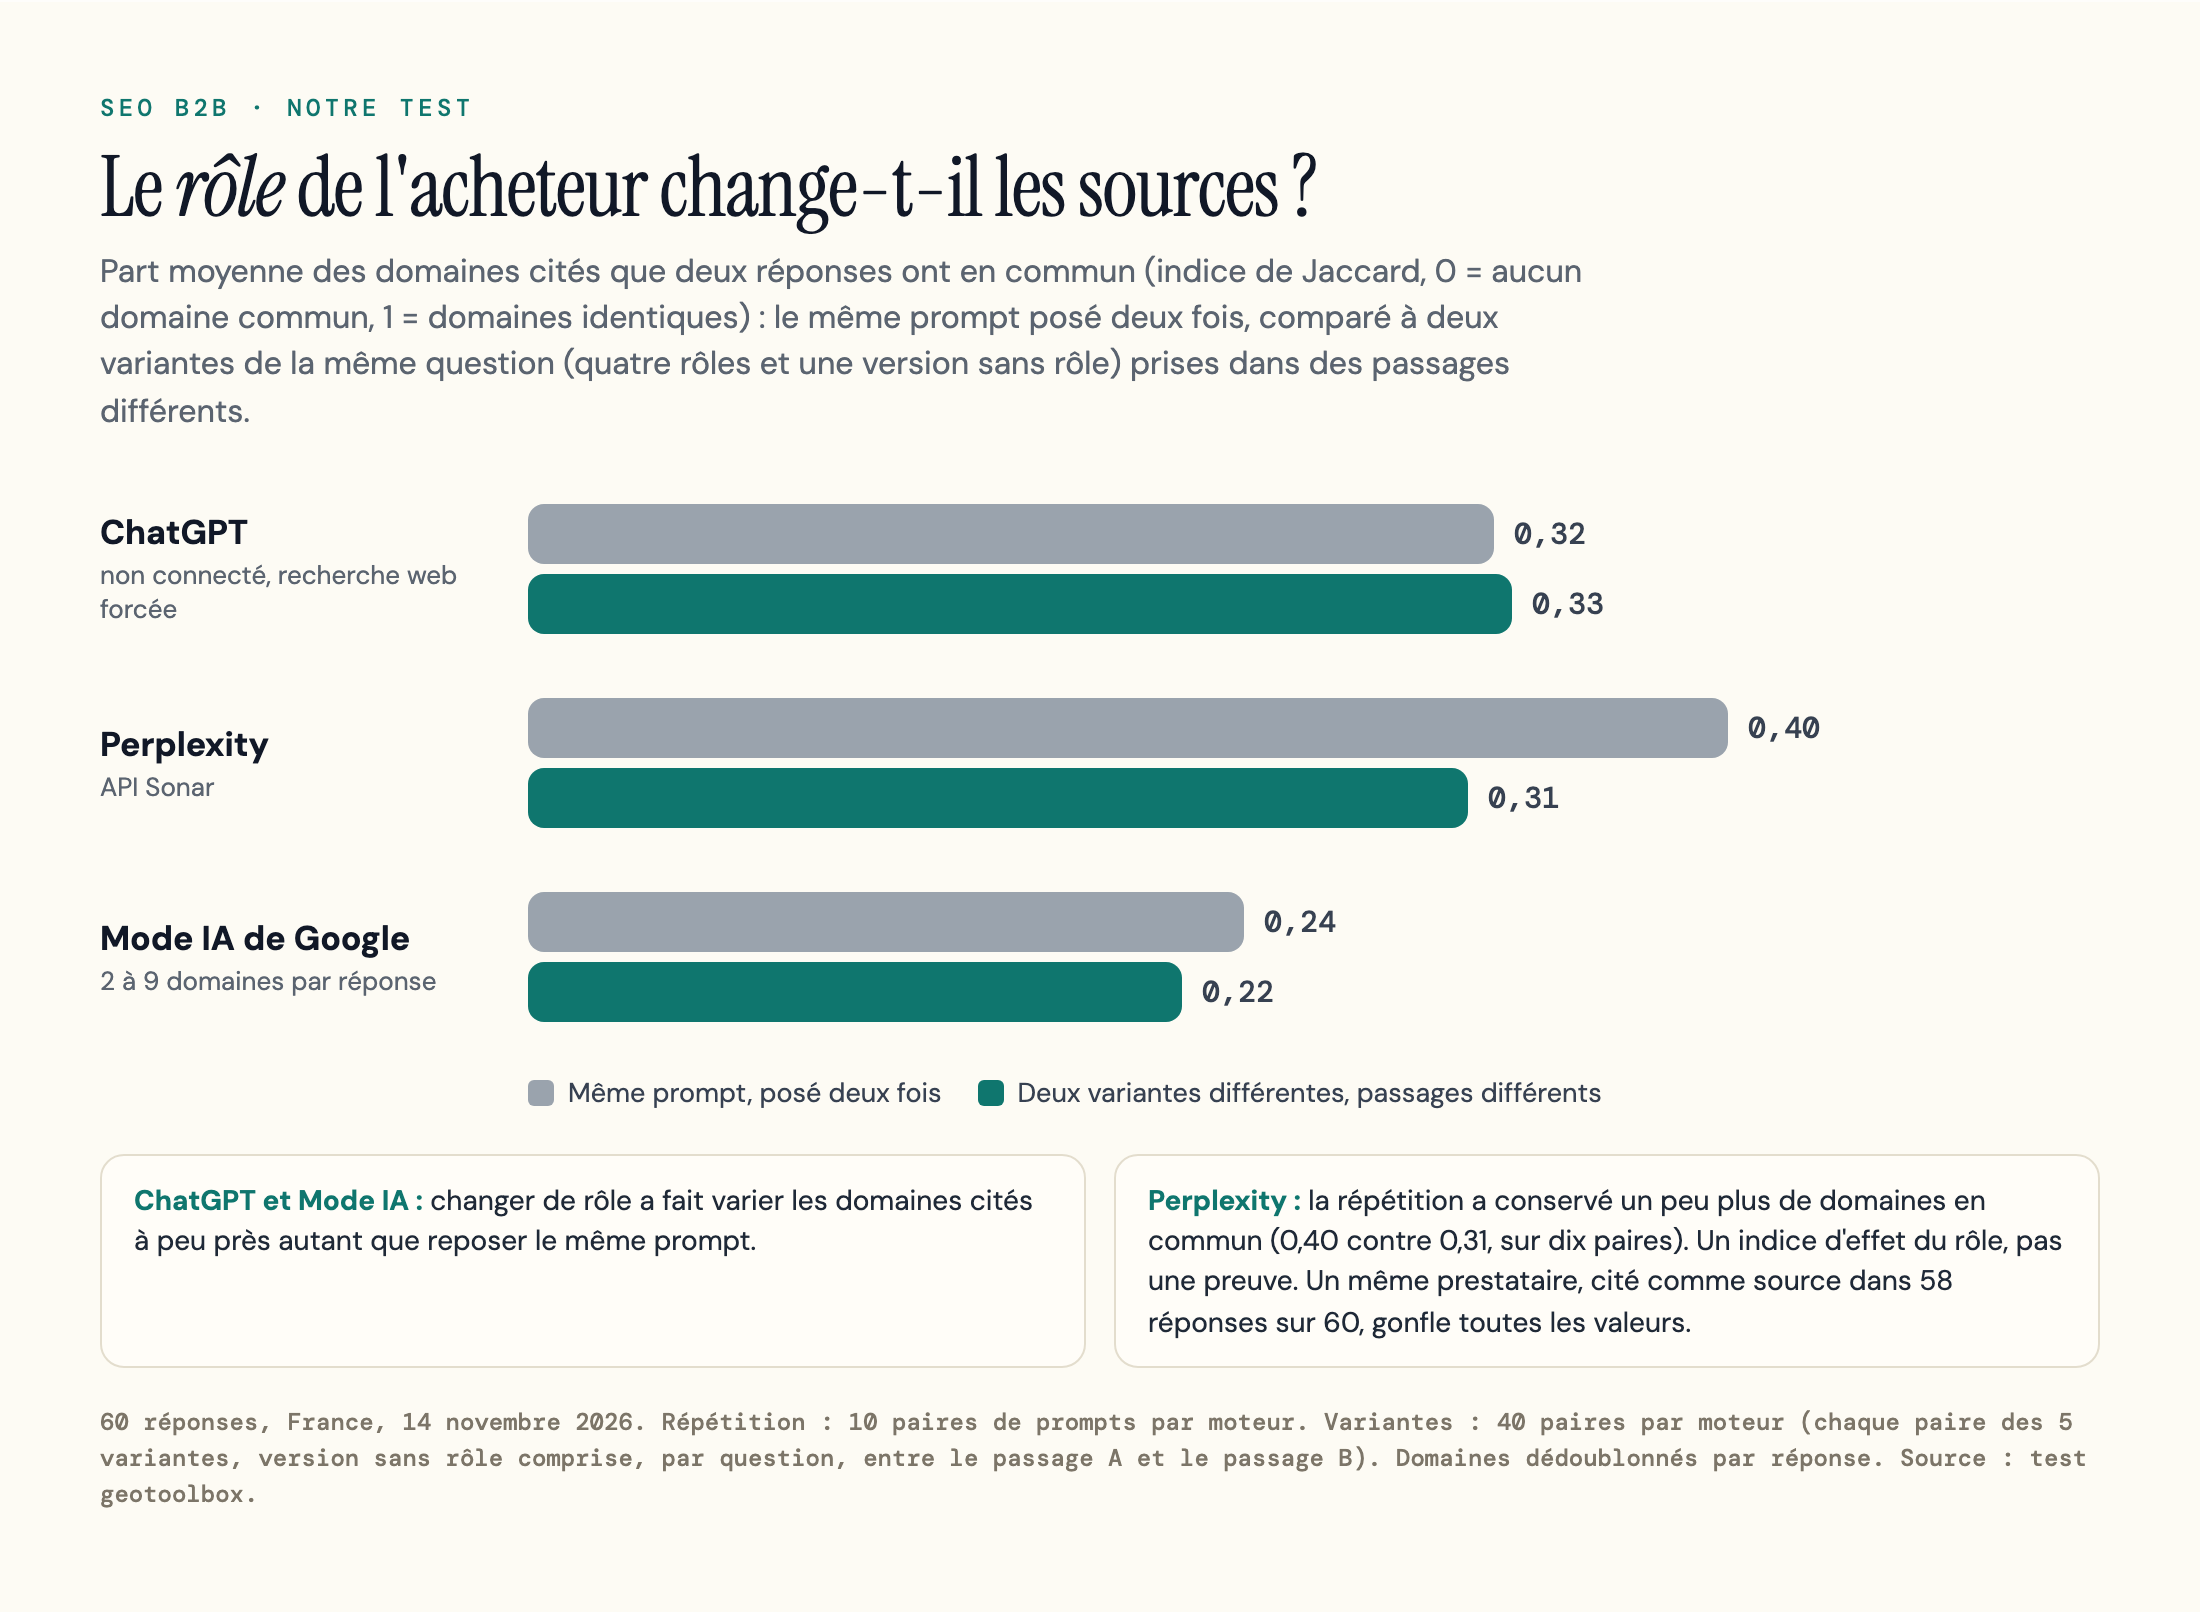 SEO B2B · NOTRE TEST
Le rôle de l'acheteur change-t-il les sources ?
Part moyenne des domaines cités que deux réponses ont en commun (indice de Jaccard, 0 = aucun
domaine commun, 1 = domaines identiques) : le même prompt posé deux fois, comparé à deux
variantes de la même question (quatre rôles et une version sans rôle) prises dans des passages
différents.
ChatGPT
non connecté, recherche web
forcée
0,32
0,33
Perplexity
API Sonar
0,40
0,31
Mode IA de Google
2 à 9 domaines par réponse
0,24
0,22
Même prompt, posé deux fois
Deux variantes différentes, passages différents
ChatGPT et Mode IA : changer de rôle a fait varier les domaines cités
à peu près autant que reposer le même prompt.
Perplexity : la répétition a conservé un peu plus de domaines en
commun (0,40 contre 0,31, sur dix paires). Un indice d'effet du rôle, pas
une preuve. Un même prestataire, cité comme source dans 58
réponses sur 60, gonfle toutes les valeurs.
60 réponses, France, 14 novembre 2026. Répétition : 10 paires de prompts par moteur. Variantes : 40 paires par moteur (chaque paire des 5
variantes, version sans rôle comprise, par question, entre le passage A et le passage B). Domaines dédoublonnés par réponse. Source : test
geotoolbox.